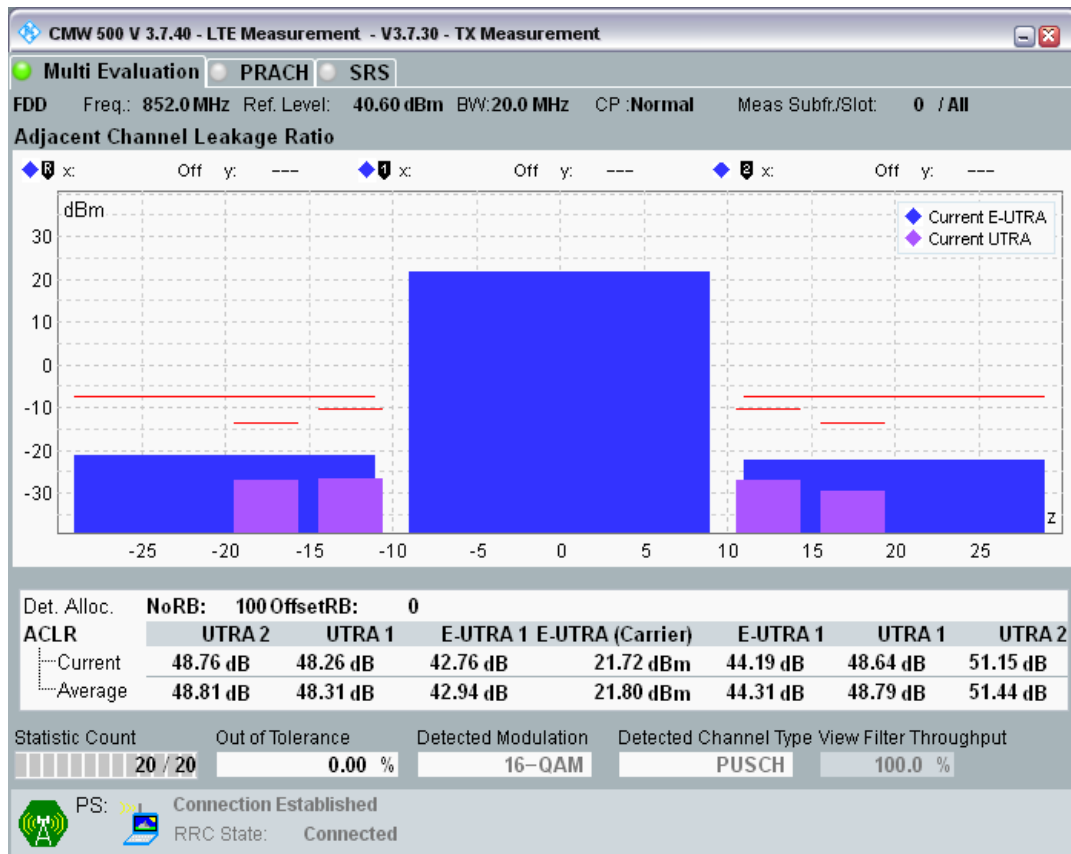 CMW 500 V 3.7.40 - LTE Measurement - V3.7.30 - TX Measurement
Multi Evaluation PRACH SRS
FDD Freq.: 852.0 MHz Ref. Level: 40.60 dBm BW: 20.0 MHz CP :Normal Meas Subfr./Slot: 0 / All
Adjacent Channel Leakage Ratio
R x: Off y: --- 1 x: Off y: --- 2 x: Off y: ---
dBm
Current E-UTRA
Current UTRA
30
20
10
0
-10
-20
-30
z
-25 -20 -15 -10 -5 0 5 10 15 20 25
Det. Alloc. NoRB: 100 OffsetRB: 0
ACLR UTRA 2 UTRA 1 E-UTRA 1 E-UTRA (Carrier) E-UTRA 1 UTRA 1 UTRA 2
Current 48.76 dB 48.26 dB 42.76 dB 21.72 dBm 44.19 dB 48.64 dB 51.15 dB
Average 48.81 dB 48.31 dB 42.94 dB 21.80 dBm 44.31 dB 48.79 dB 51.44 dB
Statistic Count Out of Tolerance Detected Modulation Detected Channel Type View Filter Throughput
20 / 20 0.00 % 16-QAM PUSCH 100.0 %
PS: Connection Established
RRC State: Connected